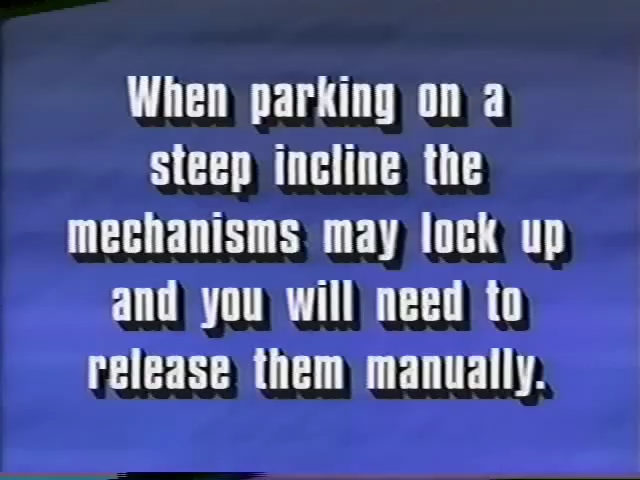 When parking on a
steep incline the
mechanisms may lock up
and you will need to
release them manually.